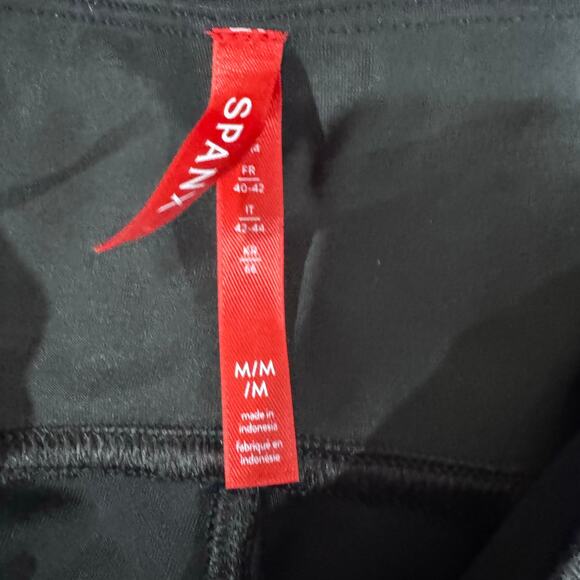 SPANX
FR
40-42
IT
42-44
KR
66
M/M
/M
made in
indonesia
fabriqué en
indonésie